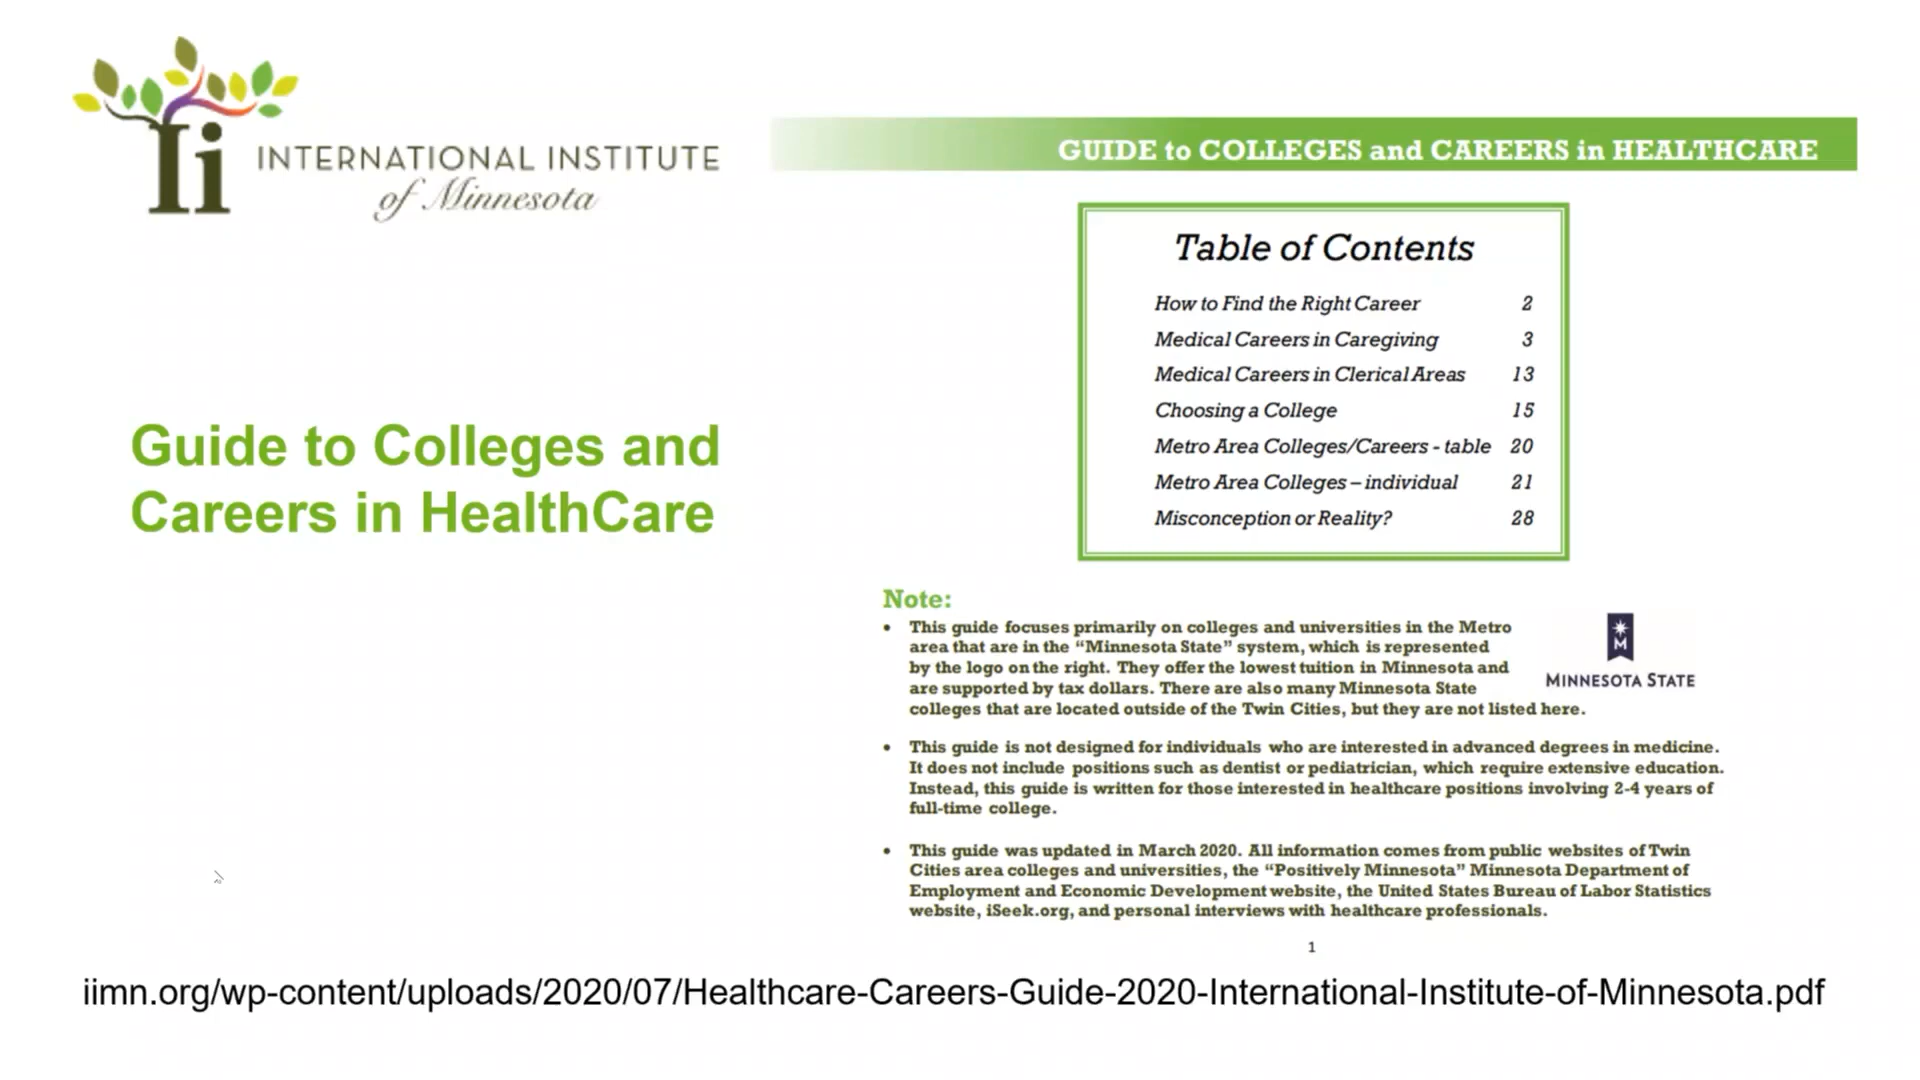 Ii
INTERNATIONAL INSTITUTE
of Minnesota
Guide to Colleges and
Careers in HealthCare
GUIDE to COLLEGES and CAREERS in HEALTHCARE
Table of Contents
How to Find the Right Career 2
Medical Careers in Caregiving 3
Medical Careers in Clerical Areas 13
Choosing a College 15
Metro Area Colleges/Careers - table 20
Metro Area Colleges – individual 21
Misconception or Reality? 28
Note:
• This guide focuses primarily on colleges and universities in the Metro
area that are in the “Minnesota State” system, which is represented
by the logo on the right. They offer the lowest tuition in Minnesota and
are supported by tax dollars. There are also many Minnesota State
colleges that are located outside of the Twin Cities, but they are not listed here.
M
MINNESOTA STATE
• This guide is not designed for individuals who are interested in advanced degrees in medicine.
It does not include positions such as dentist or pediatrician, which require extensive education.
Instead, this guide is written for those interested in healthcare positions involving 2-4 years of
full-time college.
• This guide was updated in March 2020. All information comes from public websites of Twin
Cities area colleges and universities, the “Positively Minnesota” Minnesota Department of
Employment and Economic Development website, the United States Bureau of Labor Statistics
website, iSeek.org, and personal interviews with healthcare professionals.
1
iimn.org/wp-content/uploads/2020/07/Healthcare-Careers-Guide-2020-International-Institute-of-Minnesota.pdf